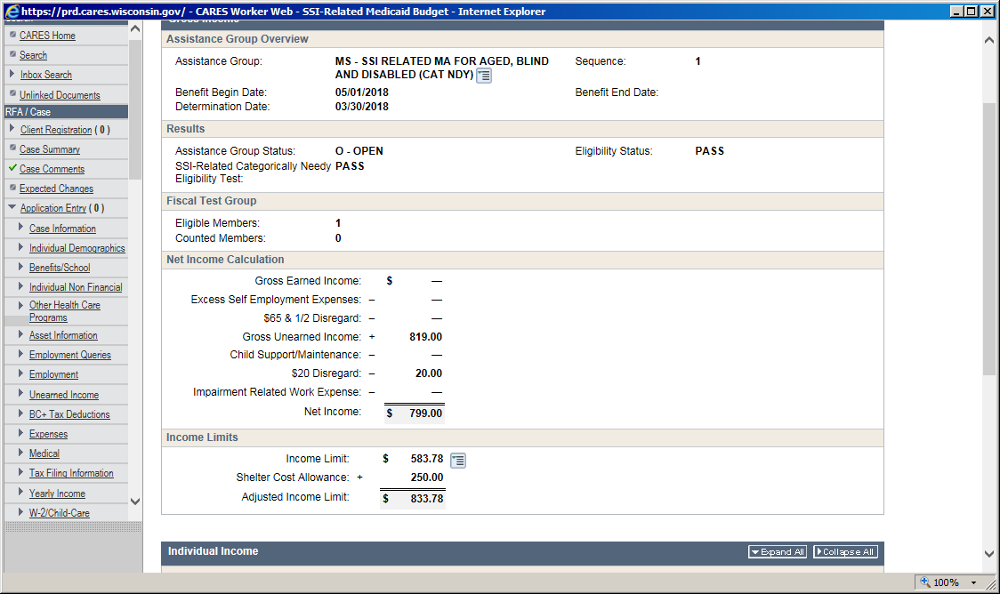 https://prd.cares.wisconsin.gov/ - CARES Worker Web - SSI-Related Medicaid Budget - Internet Explorer
CARES Home
Search
Inbox Search
Unlinked Documents
RFA / Case
Client Registration ( 0 )
Case Summary
Case Comments
Expected Changes
Application Entry ( 0 )
Case Information
Individual Demographics
Benefits/School
Individual Non Financial
Other Health Care
Programs
Asset Information
Employment Queries
Employment
Unearned Income
BC+ Tax Deductions
Expenses
Medical
Tax Filing Information
Yearly Income
W-2/Child-Care
Gross Income
Assistance Group Overview
Assistance Group: MS - SSI RELATED MA FOR AGED, BLIND Sequence: 1
AND DISABLED (CAT NDY)
Benefit Begin Date: 05/01/2018 Benefit End Date:
Determination Date: 03/30/2018
Results
Assistance Group Status: O - OPEN Eligibility Status: PASS
SSI-Related Categorically Needy PASS
Eligibility Test:
Fiscal Test Group
Eligible Members: 1
Counted Members: 0
Net Income Calculation
Gross Earned Income: $ —
Excess Self Employment Expenses: – —
$65 & 1/2 Disregard: – —
Gross Unearned Income: + 819.00
Child Support/Maintenance: – —
$20 Disregard: – 20.00
Impairment Related Work Expense: – —
Net Income: $ 799.00
Income Limits
Income Limit: $ 583.78
Shelter Cost Allowance: + 250.00
Adjusted Income Limit: $ 833.78
Individual Income Expand All Collapse All
100%